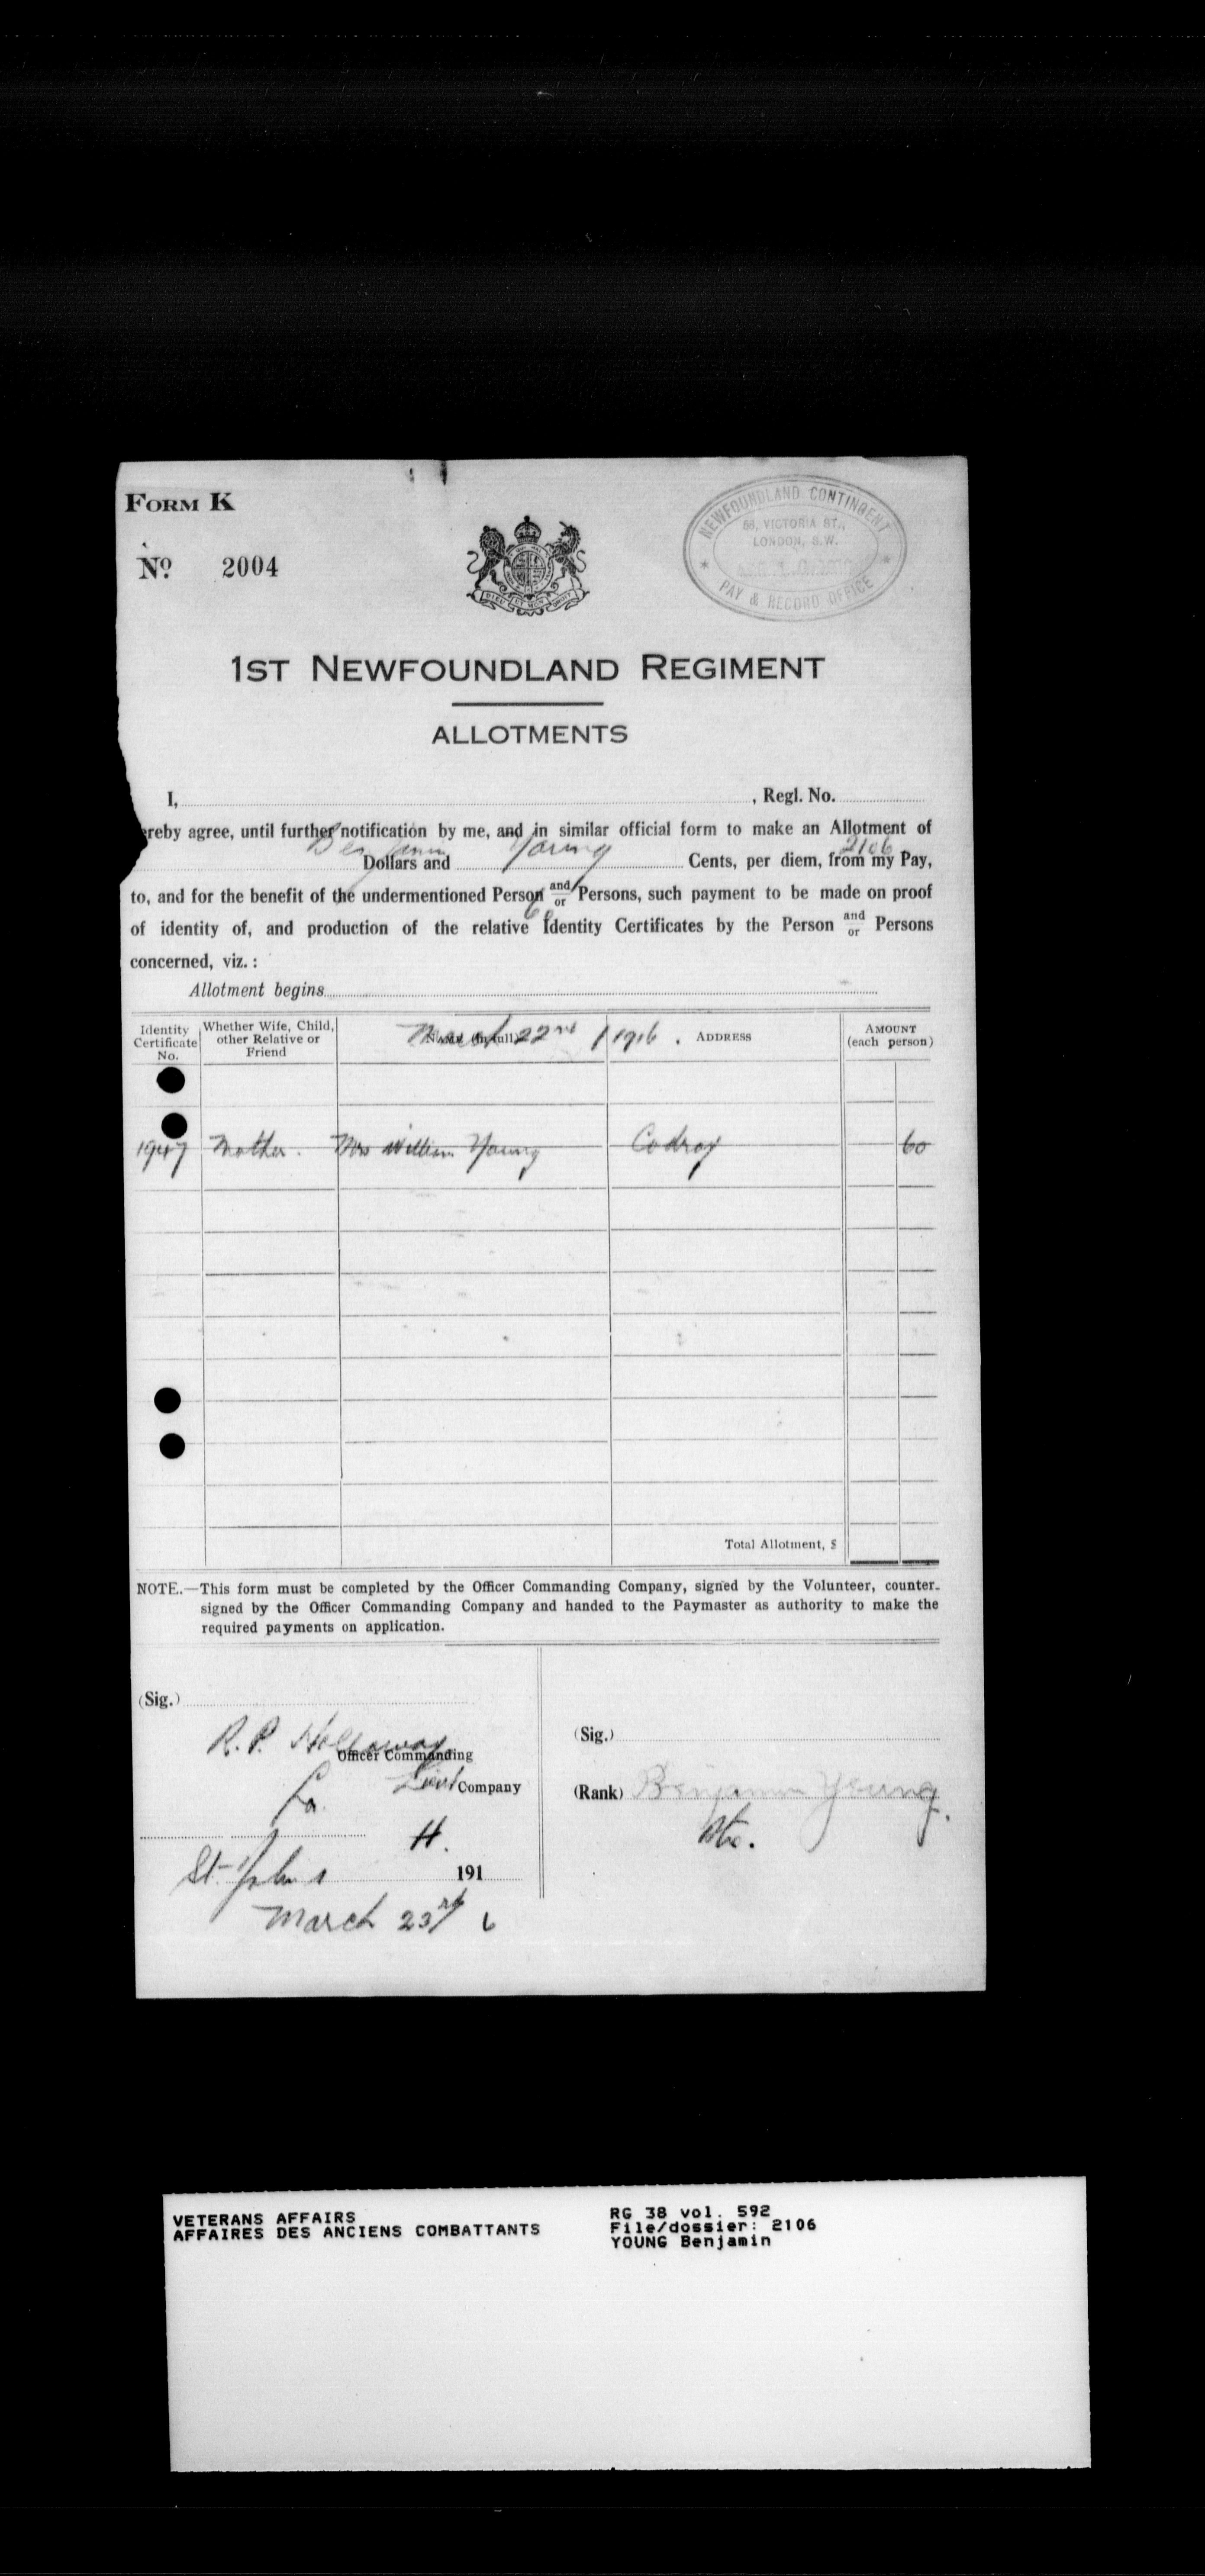 FORM K
NEWFOUNDLAND CONTINGENT
58, VICTORIA ST.,
LONDON, S.W.
PAY & RECORD OFFICE
No 2004
1ST NEWFOUNDLAND REGIMENT
ALLOTMENTS
I, , Regl. No.
ereby agree, until further notification by me, and in similar official form to make an Allotment of
Benjamin Young 2106
Dollars and Cents, per diem, from my Pay,
to, and for the benefit of the undermentioned Person and/or Persons, such payment to be made on proof
60
of identity of, and production of the relative Identity Certificates by the Person and/or Persons
concerned, viz. :
Allotment begins
March 22nd / 1916 .
Identity Certificate No. Whether Wife, Child, other Relative or Friend Name (in full) ADDRESS AMOUNT (each person)
1947 Mother. Mrs William Young Codroy 60
Total Allotment, $
NOTE.—This form must be completed by the Officer Commanding Company, signed by the Volunteer, counter-
signed by the Officer Commanding Company and handed to the Paymaster as authority to make the
required payments on application.
(Sig.)
R. P. Holloway
Officer Commanding
Lieut Company
H.
St. John's 191
March 23rd 6
(Sig.)
(Rank) Benjamin Young.
Pte.
VETERANS AFFAIRS
AFFAIRES DES ANCIENS COMBATTANTS
RG 38 vol. 592
File/dossier: 2106
YOUNG Benjamin